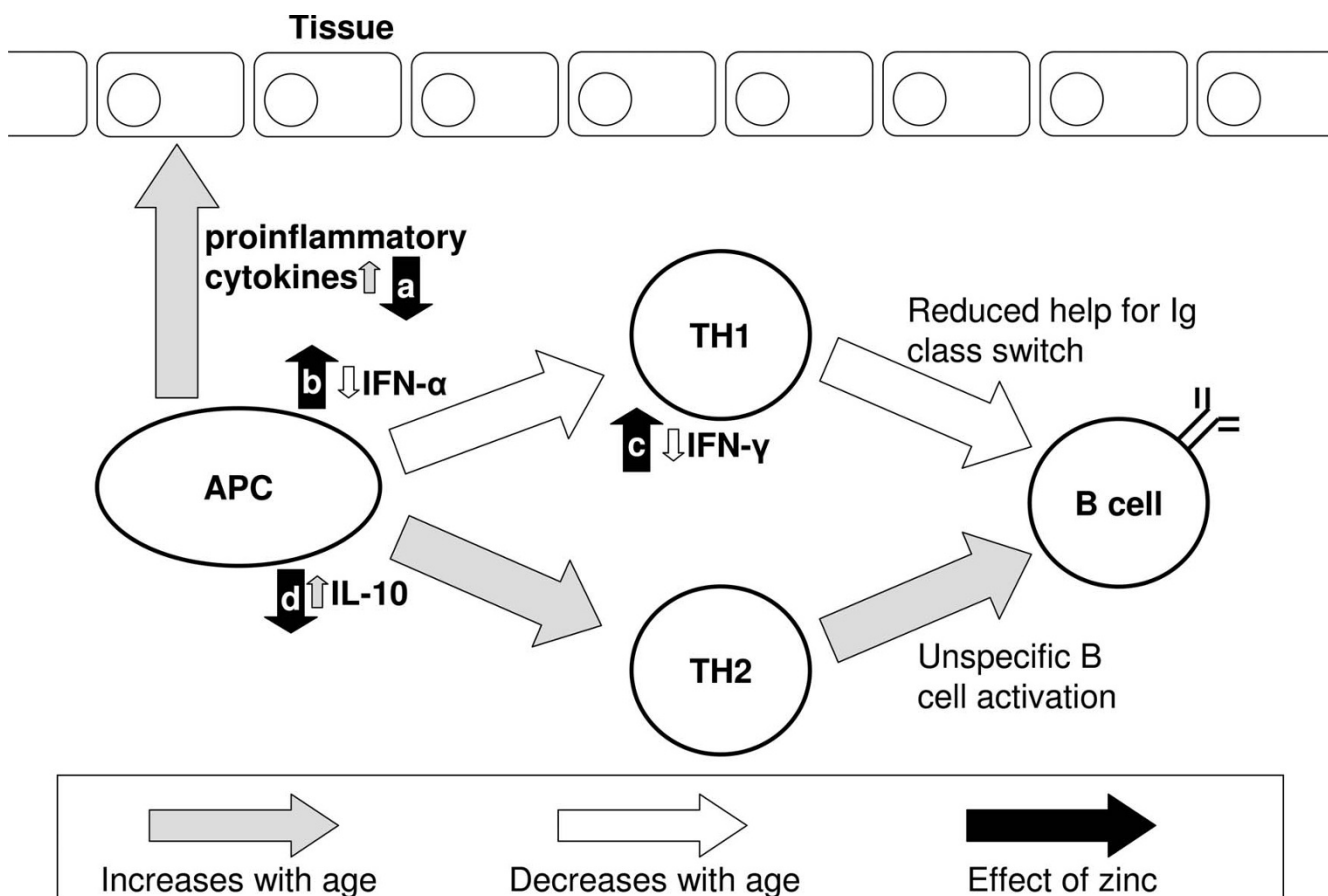 Tissue
proinflammatory
cytokines
a
b
IFN-α
TH1
Reduced help for Ig
class switch
c
IFN-γ
APC
B cell
d
IL-10
TH2
Unspecific B
cell activation
Increases with age
Decreases with age
Effect of zinc